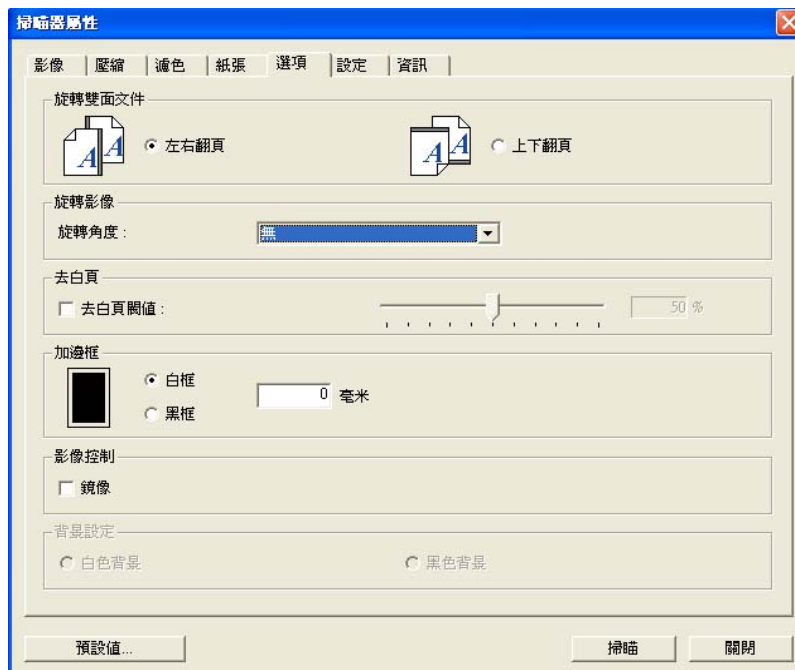 掃瞄器屬性
影像 壓縮 濾色 紙張 選項 設定 資訊
旋轉雙面文件
A A 左右翻頁 A A 上下翻頁
旋轉影像
旋轉角度： 無
去白頁
去白頁閥值： 50 %
加邊框
白框
0 毫米
黑框
影像控制
鏡像
背景設定
白色背景 黑色背景
預設值... 掃瞄 關閉